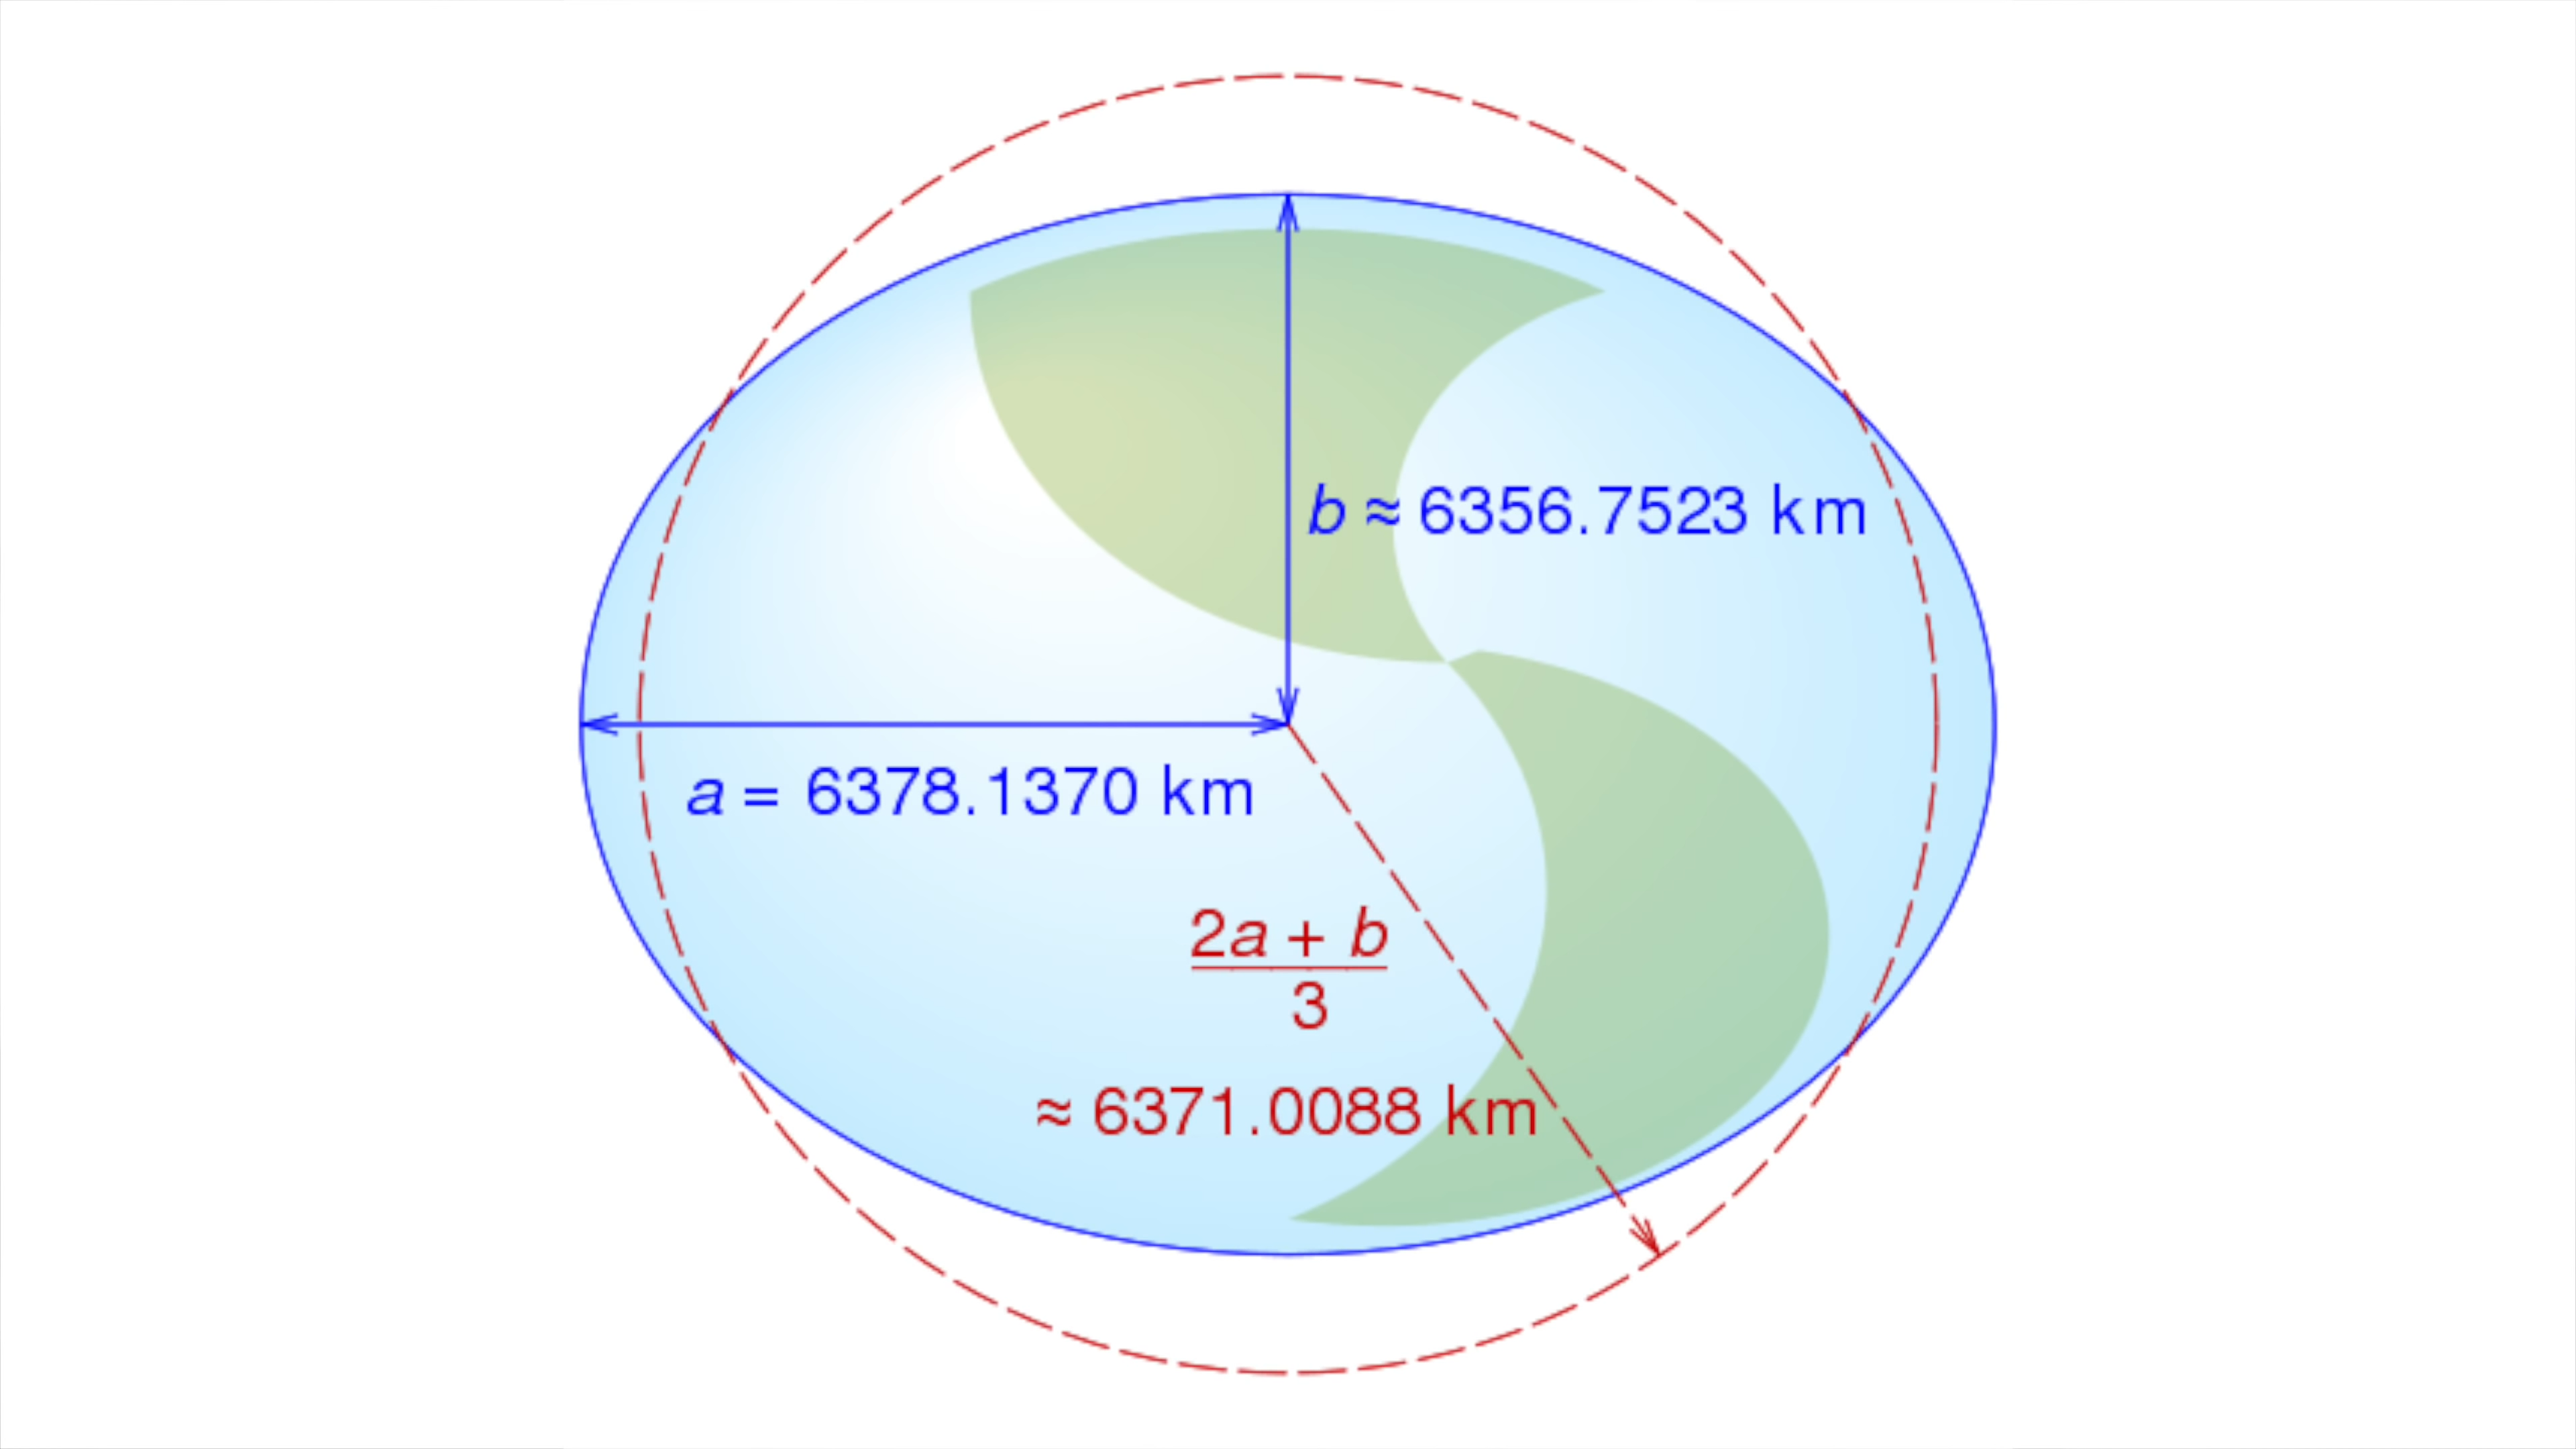 b ≈ 6356.7523 km
a = 6378.1370 km
2a + b
3
≈ 6371.0088 km